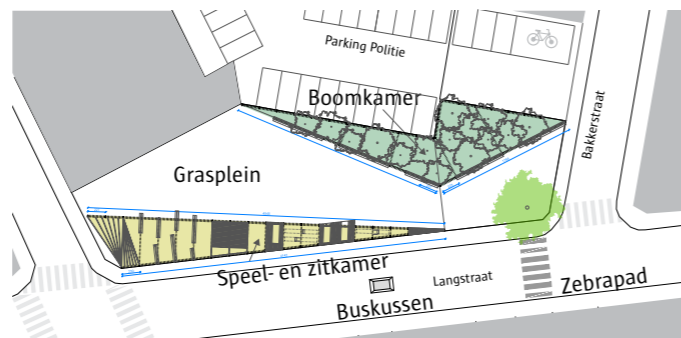 Parking Politie
Boomkamer
Bakkerstraat
Grasplein
Speel- en zitkamer
Langstraat
Zebrapad
Buskussen